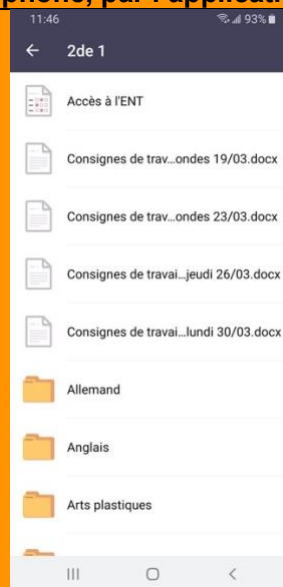 phone, par l'applicati
11:46 93%
2de 1
Accès à l'ENT
Consignes de trav...ondes 19/03.docx
Consignes de trav...ondes 23/03.docx
Consignes de travai...jeudi 26/03.docx
Consignes de travai...lundi 30/03.docx
Allemand
Anglais
Arts plastiques